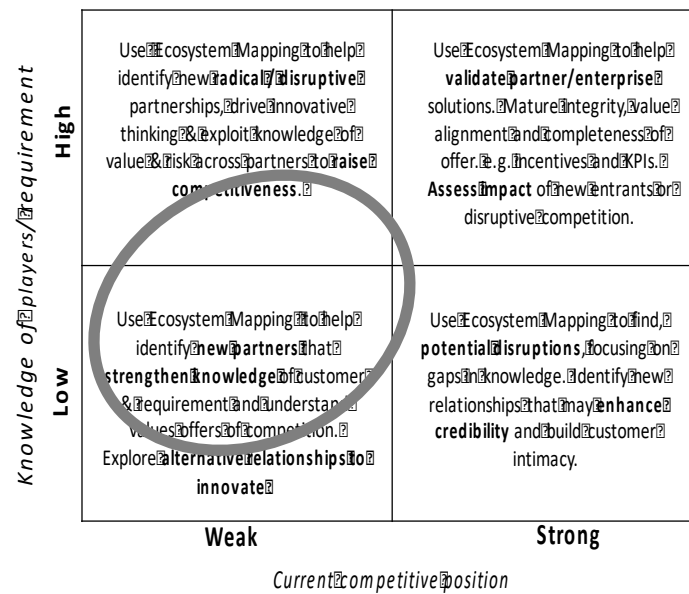 Knowledge of players/ requirement
High
Low
Use Ecosystem Mapping to help
identify new radical / disruptive
partnerships, drive innovative
thinking & exploit knowledge of
value & risk across partners to raise
competitiveness.
Use Ecosystem Mapping to help
validate partner/enterprise
solutions. Mature integrity, value
alignment and completeness of
offer. e.g. incentives and KPIs.
Assess impact of new entrants or
disruptive competition.
Use Ecosystem Mapping to help
identify new partners that
strengthen knowledge of customer
& requirement and understand
values offers of competition.
Explore alternative relationships to
innovate
Use Ecosystem Mapping to find,
potential disruptions, focusing on
gaps in knowledge. Identify new
relationships that may enhance
credibility and build customer
intimacy.
Weak
Strong
Current competitive position